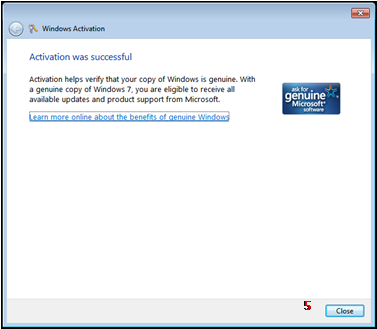 Windows Activation
Activation was successful
Activation helps verify that your copy of Windows is genuine. With
a genuine copy of Windows 7, you are eligible to receive all
available updates and product support from Microsoft.
ask for
genuine
Microsoft®
software
Learn more online about the benefits of genuine Windows
5
Close